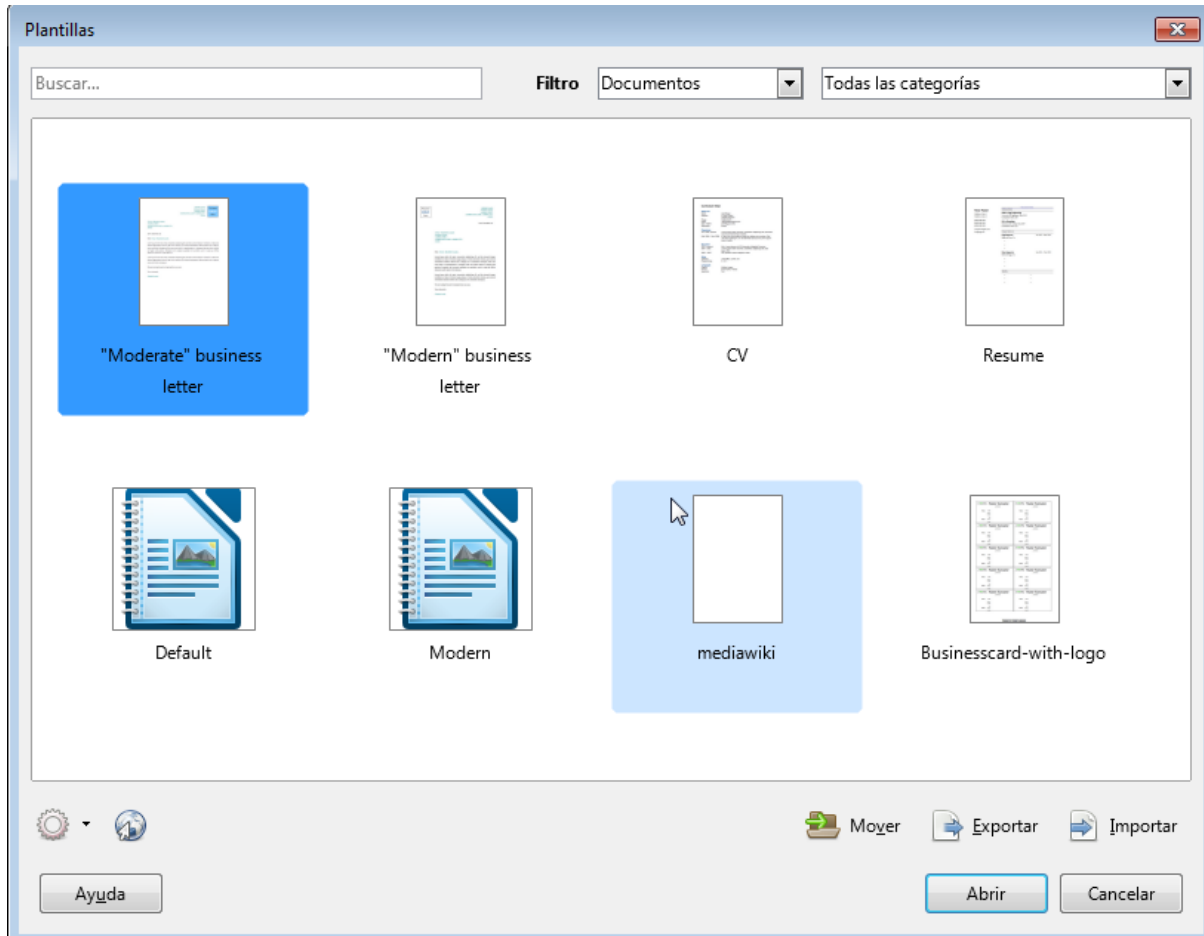 Plantillas
Buscar...
Filtro
Documentos
Todas las categorías
"Moderate" business
letter
"Modern" business
letter
CV
Resume
Default
Modern
mediawiki
Businesscard-with-logo
Mover
Exportar
Importar
Ayuda
Abrir
Cancelar